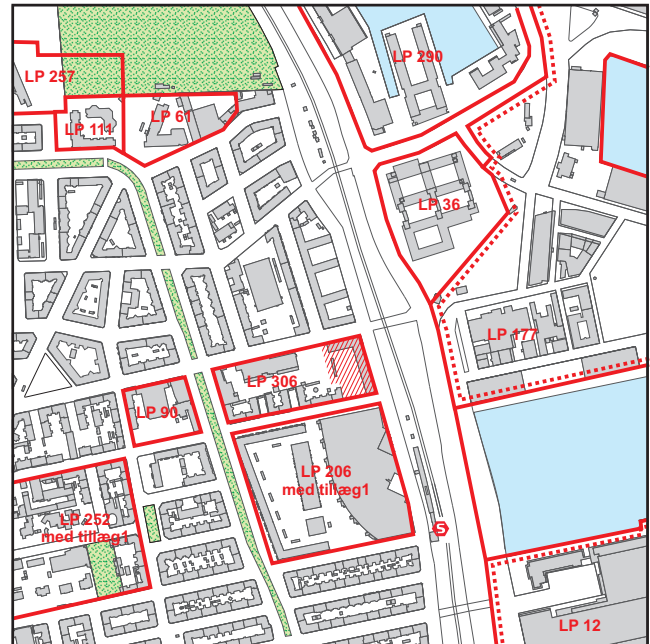 LP 290
LP 257
LP 61
LP 111
LP 36
LP 177
LP 306
LP 90
LP 206
med tillæg1
LP 252
med tillæg1
S
LP 12